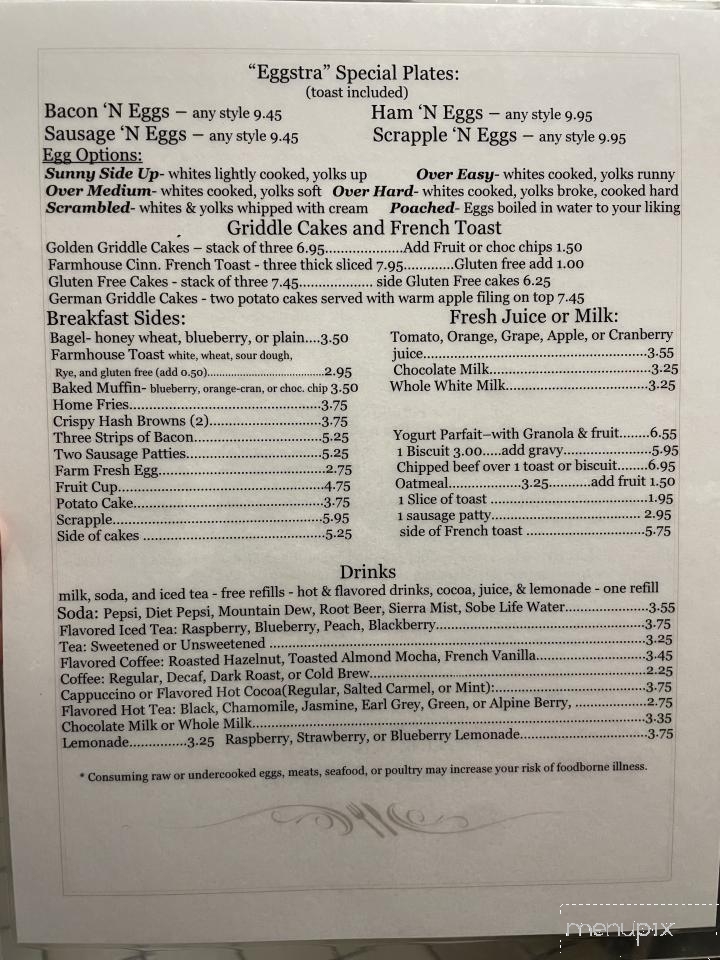 “Eggstra” Special Plates:
(toast included)
Bacon ‘N Eggs – any style 9.45 Ham ‘N Eggs – any style 9.95
Sausage ‘N Eggs – any style 9.45 Scrapple ‘N Eggs – any style 9.95
Egg Options:
Sunny Side Up- whites lightly cooked, yolks up Over Easy- whites cooked, yolks runny
Over Medium- whites cooked, yolks soft Over Hard- whites cooked, yolks broke, cooked hard
Scrambled- whites & yolks whipped with cream Poached- Eggs boiled in water to your liking
Griddle Cakes and French Toast
Golden Griddle Cakes – stack of three 6.95....................Add Fruit or choc chips 1.50
Farmhouse Cinn. French Toast - three thick sliced 7.95.............Gluten free add 1.00
Gluten Free Cakes - stack of three 7.45................... side Gluten Free cakes 6.25
German Griddle Cakes - two potato cakes served with warm apple filing on top 7.45
Breakfast Sides:
Bagel- honey wheat, blueberry, or plain....3.50
Farmhouse Toast white, wheat, sour dough,
Rye, and gluten free (add 0.50)..........................................2.95
Baked Muffin- blueberry, orange-cran, or choc. chip 3.50
Home Fries.......................................3.75
Crispy Hash Browns (2)...........................3.75
Three Strips of Bacon..............................5.25
Two Sausage Patties................................5.25
Farm Fresh Egg.......................................2.75
Fruit Cup..................................................4.75
Potato Cake..............................................3.75
Scrapple...................................................5.95
Side of cakes ..........................................5.25
Fresh Juice or Milk:
Tomato, Orange, Grape, Apple, or Cranberry
juice......................................................3.55
Chocolate Milk......................................3.25
Whole White Milk..................................3.25
Yogurt Parfait–with Granola & fruit.......6.55
1 Biscuit 3.00.....add gravy.....................5.95
Chipped beef over 1 toast or biscuit.......6.95
Oatmeal.................3.25..........add fruit 1.50
1 Slice of toast ......................................1.95
1 sausage patty...................................... 2.95
side of French toast ..................................5.75
Drinks
milk, soda, and iced tea - free refills - hot & flavored drinks, cocoa, juice, & lemonade - one refill
Soda: Pepsi, Diet Pepsi, Mountain Dew, Root Beer, Sierra Mist, Sobe Life Water....................3.55
Flavored Iced Tea: Raspberry, Blueberry, Peach, Blackberry...................................................3.75
Tea: Sweetened or Unsweetened ............................................................................................3.25
Flavored Coffee: Roasted Hazelnut, Toasted Almond Mocha, French Vanilla...........................3.45
Coffee: Regular, Decaf, Dark Roast, or Cold Brew...................................................................2.25
Cappucino or Flavored Hot Cocoa(Regular, Salted Carmel, or Mint):....................................3.75
Flavored Hot Tea: Black, Chamomile, Jasmine, Earl Grey, Green, or Alpine Berry, ..................2.75
Chocolate Milk or Whole Milk................................................................................................3.35
Lemonade..............3.25 Raspberry, Strawberry, or Blueberry Lemonade.................................3.75
* Consuming raw or undercooked eggs, meats, seafood, or poultry may increase your risk of foodborne illness.
menupix